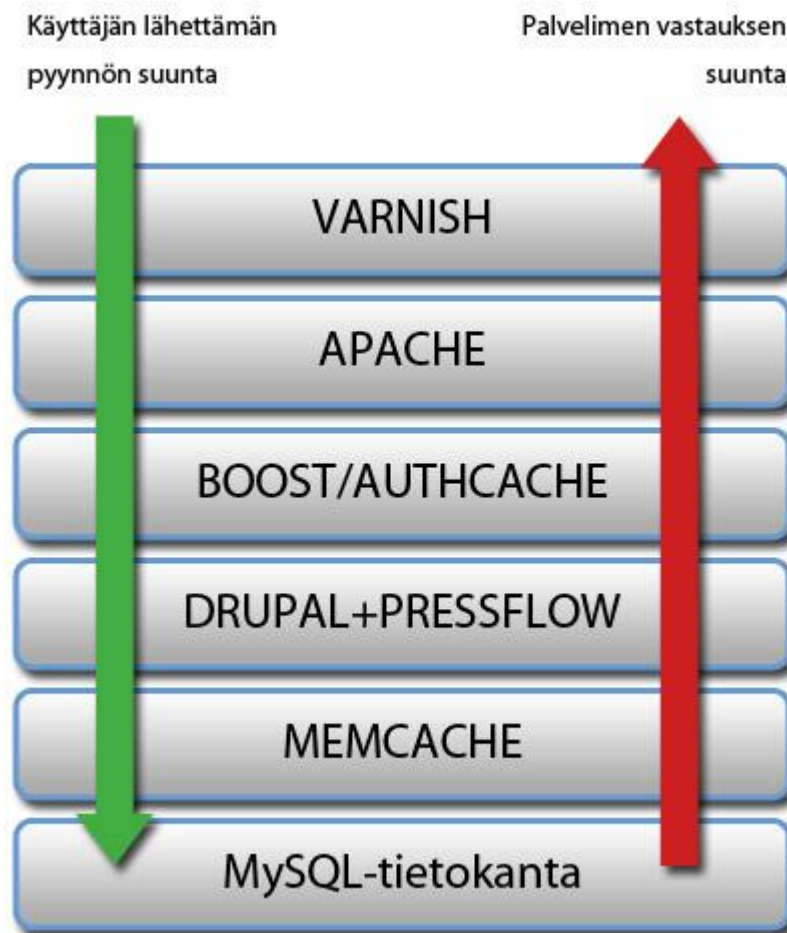 Käyttäjän lähettämän
pyynnön suunta
Palvelimen vastauksen
suunta
VARNISH
APACHE
BOOST/AUTHCACHE
DRUPAL+PRESSFLOW
MEMCACHE
MySQL-tietokanta